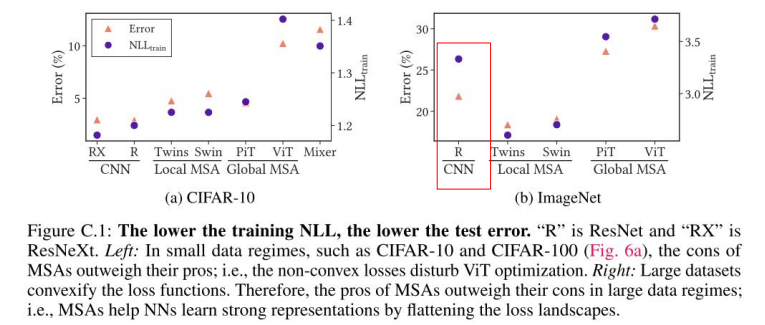 Error
NLLtrain
10
5
Error (%)
1.4
1.3
1.2
NLLtrain
RX R Twins Swin PiT ViT Mixer
CNN Local MSA Global MSA
(a) CIFAR-10
30
25
20
Error (%)
3.5
3.0
NLLtrain
R Twins Swin PiT ViT
CNN Local MSA Global MSA
(b) ImageNet
Figure C.1: The lower the training NLL, the lower the test error. “R” is ResNet and “RX” is
ResNeXt. Left: In small data regimes, such as CIFAR-10 and CIFAR-100 (Fig. 6a), the cons of
MSAs outweigh their pros; i.e., the non-convex losses disturb ViT optimization. Right: Large datasets
convexify the loss functions. Therefore, the pros of MSAs outweigh their cons in large data regimes;
i.e., MSAs help NNs learn strong representations by flattening the loss landscapes.